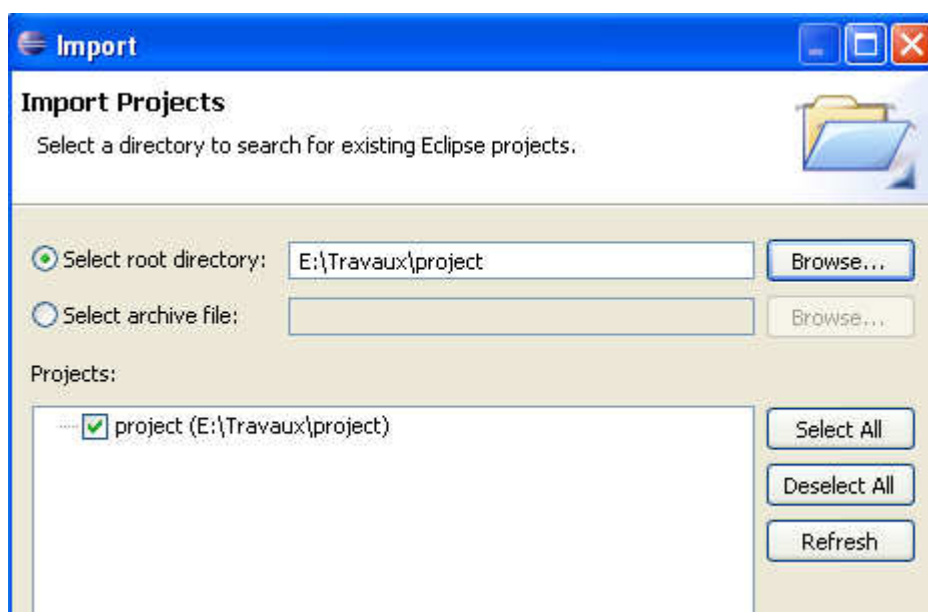 Import
Import Projects
Select a directory to search for existing Eclipse projects.
Select root directory: E:\Travaux\project Browse...
Select archive file: Browse...
Projects:
project (E:\Travaux\project)
Select All
Deselect All
Refresh